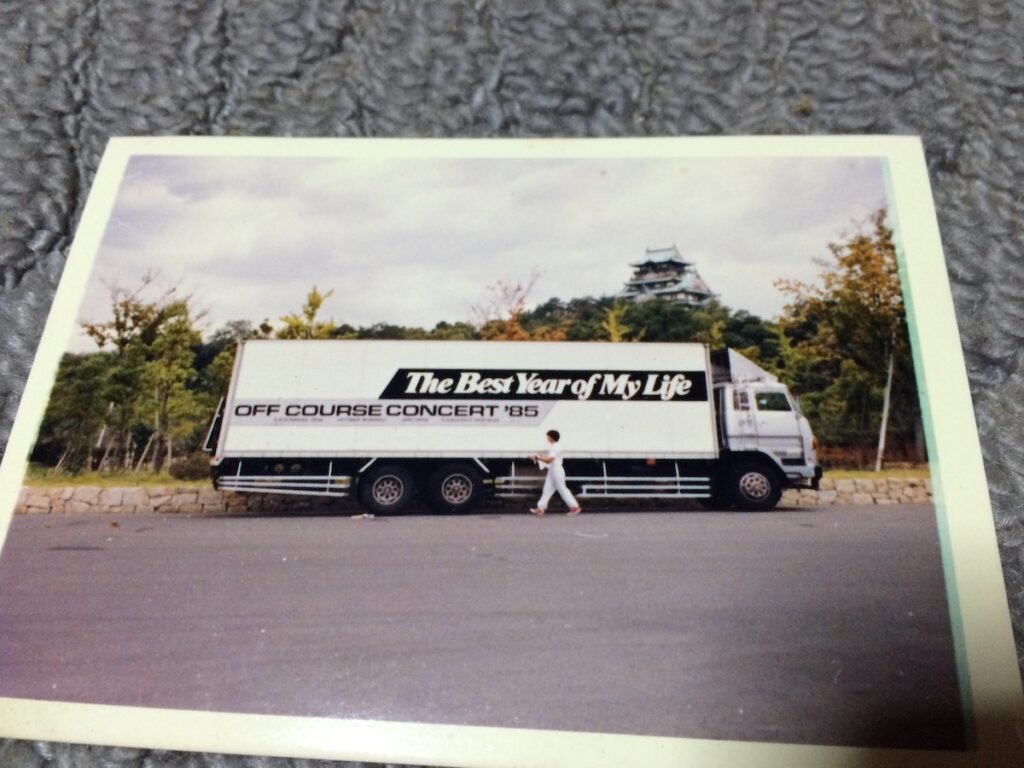 The Best Year of My Life
OFF COURSE CONCERT '85